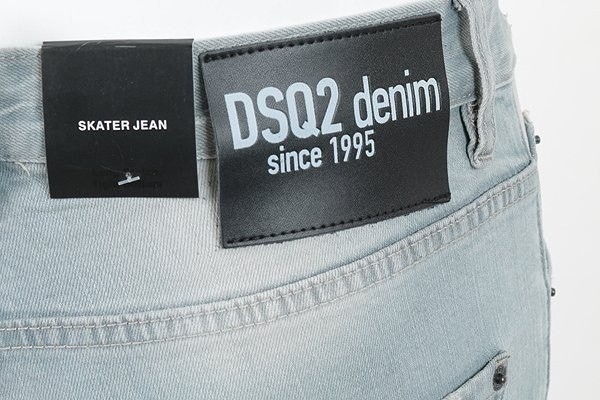 SKATER JEAN
DSQ2 denim
since 1995